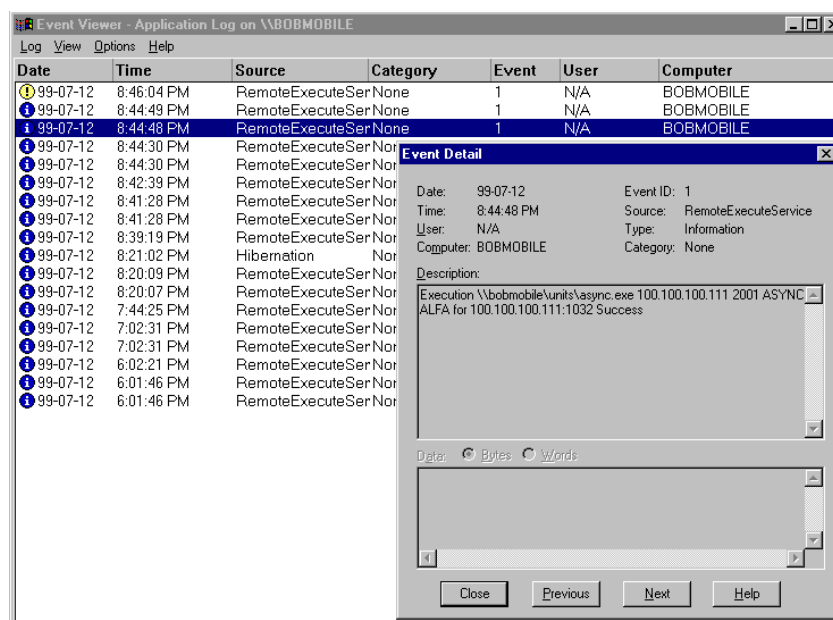 Event Viewer - Application Log on \\BOBMOBILE
Log View Options Help
Date Time Source Category Event User Computer
99-07-12 8:46:04 PM RemoteExecuteSer None 1 N/A BOBMOBILE
99-07-12 8:44:49 PM RemoteExecuteSer None 1 N/A BOBMOBILE
99-07-12 8:44:48 PM RemoteExecuteSer None 1 N/A BOBMOBILE
99-07-12 8:44:30 PM RemoteExecuteSer Nor
99-07-12 8:44:30 PM RemoteExecuteSer Nor
99-07-12 8:42:39 PM RemoteExecuteSer Nor
99-07-12 8:41:28 PM RemoteExecuteSer Nor
99-07-12 8:41:28 PM RemoteExecuteSer Nor
99-07-12 8:39:19 PM RemoteExecuteSer Nor
99-07-12 8:21:02 PM Hibernation Nor
99-07-12 8:20:09 PM RemoteExecuteSer Nor
99-07-12 8:20:07 PM RemoteExecuteSer Nor
99-07-12 7:44:25 PM RemoteExecuteSer Nor
99-07-12 7:02:31 PM RemoteExecuteSer Nor
99-07-12 7:02:31 PM RemoteExecuteSer Nor
99-07-12 6:02:21 PM RemoteExecuteSer Nor
99-07-12 6:01:46 PM RemoteExecuteSer Nor
99-07-12 6:01:46 PM RemoteExecuteSer Nor
Event Detail
Date: 99-07-12 Event ID: 1
Time: 8:44:48 PM Source: RemoteExecuteService
User: N/A Type: Information
Computer: BOBMOBILE Category: None
Description:
Execution \\bobmobile\units\async.exe 100.100.100.111 2001 ASYNC
ALFA for 100.100.100.111:1032 Success
Data: Bytes Words
Close Previous Next Help